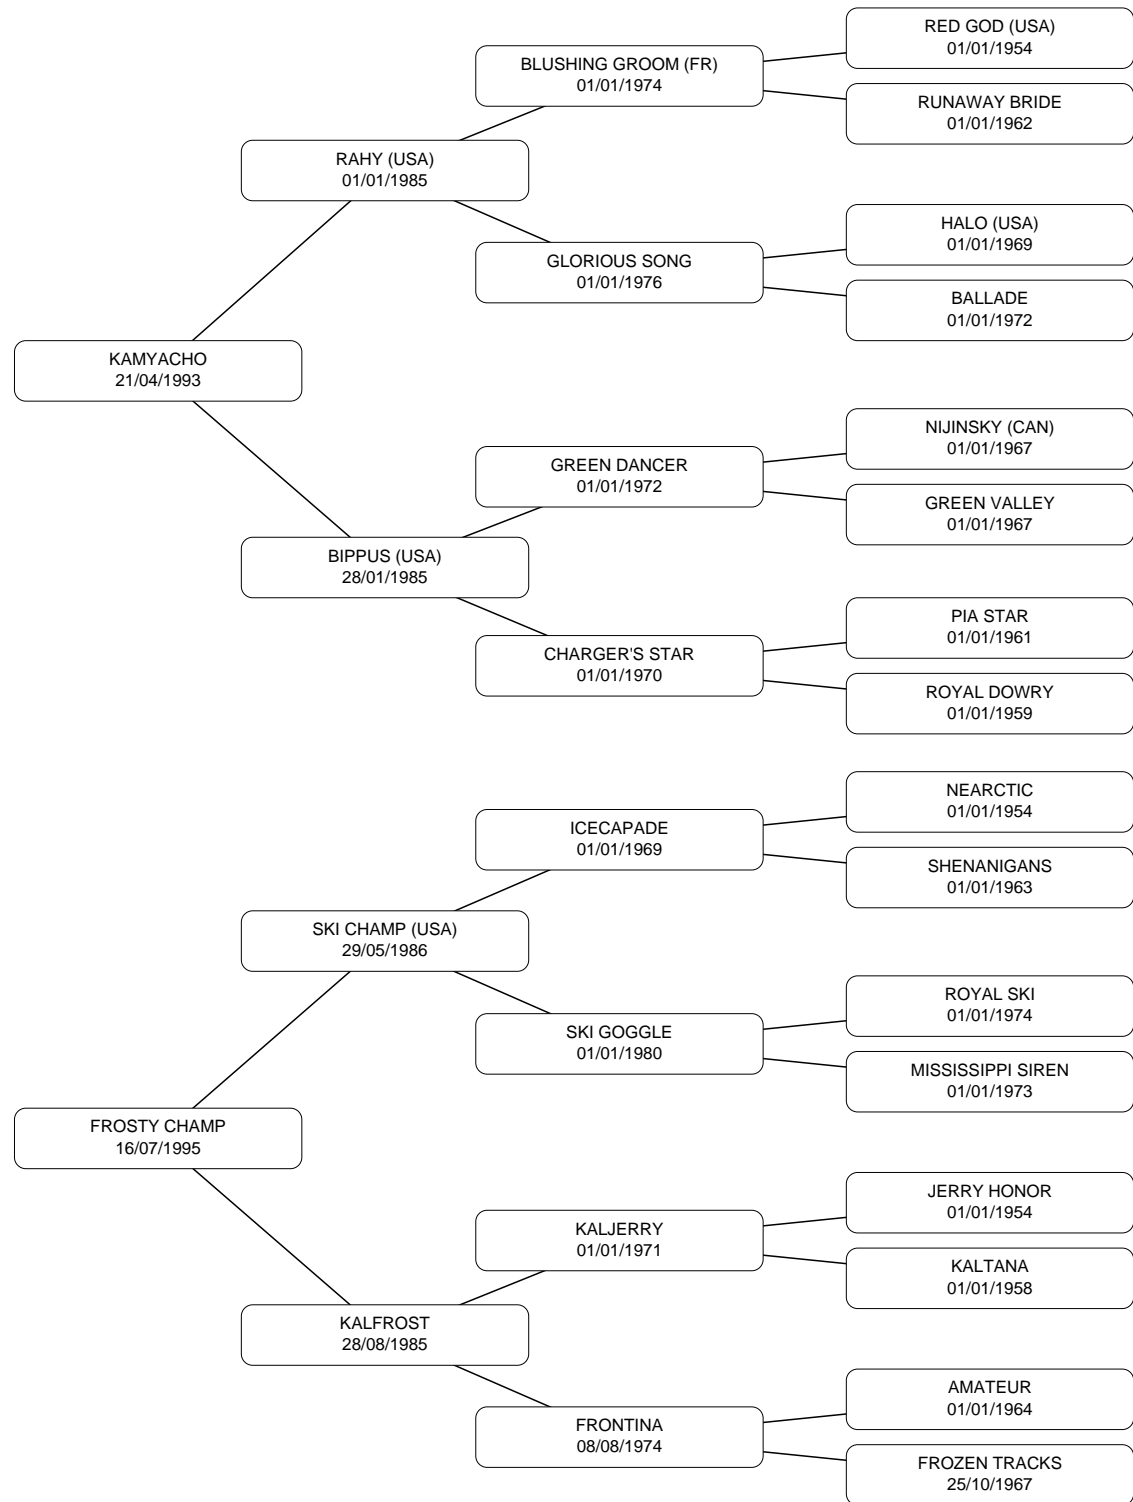 RED GOD (USA)
01/01/1954
BLUSHING GROOM (FR)
01/01/1974
RUNAWAY BRIDE
01/01/1962
RAHY (USA)
01/01/1985
HALO (USA)
01/01/1969
GLORIOUS SONG
01/01/1976
BALLADE
01/01/1972
KAMYACHO
21/04/1993
NIJINSKY (CAN)
01/01/1967
GREEN DANCER
01/01/1972
GREEN VALLEY
01/01/1967
BIPPUS (USA)
28/01/1985
PIA STAR
01/01/1961
CHARGER'S STAR
01/01/1970
ROYAL DOWRY
01/01/1959
NEARCTIC
01/01/1954
ICECAPADE
01/01/1969
SHENANIGANS
01/01/1963
SKI CHAMP (USA)
29/05/1986
ROYAL SKI
01/01/1974
SKI GOGGLE
01/01/1980
MISSISSIPPI SIREN
01/01/1973
FROSTY CHAMP
16/07/1995
JERRY HONOR
01/01/1954
KALJERRY
01/01/1971
KALTANA
01/01/1958
KALFROST
28/08/1985
AMATEUR
01/01/1964
FRONTINA
08/08/1974
FROZEN TRACKS
25/10/1967